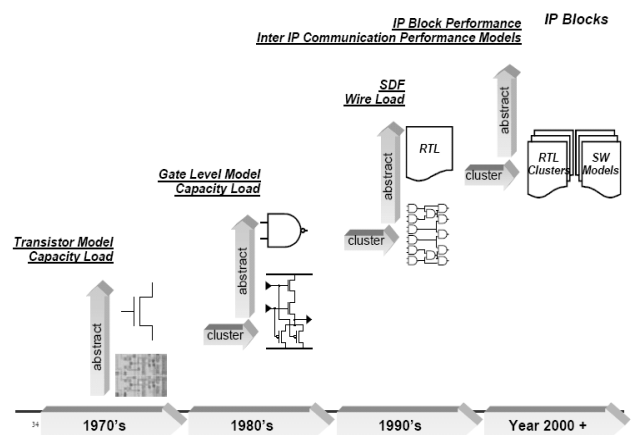 IP Block Performance
Inter IP Communication Performance Models
IP Blocks
SDF
Wire Load
abstract
RTL
cluster
RTL
Clusters
SW
Models
Gate Level Model
Capacity Load
abstract
cluster
Transistor Model
Capacity Load
abstract
cluster
abstract
34
1970's
1980's
1990's
Year 2000 +